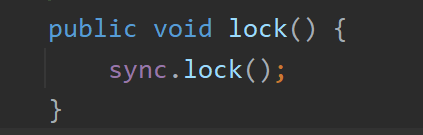 public void lock() {
    sync.lock();
}